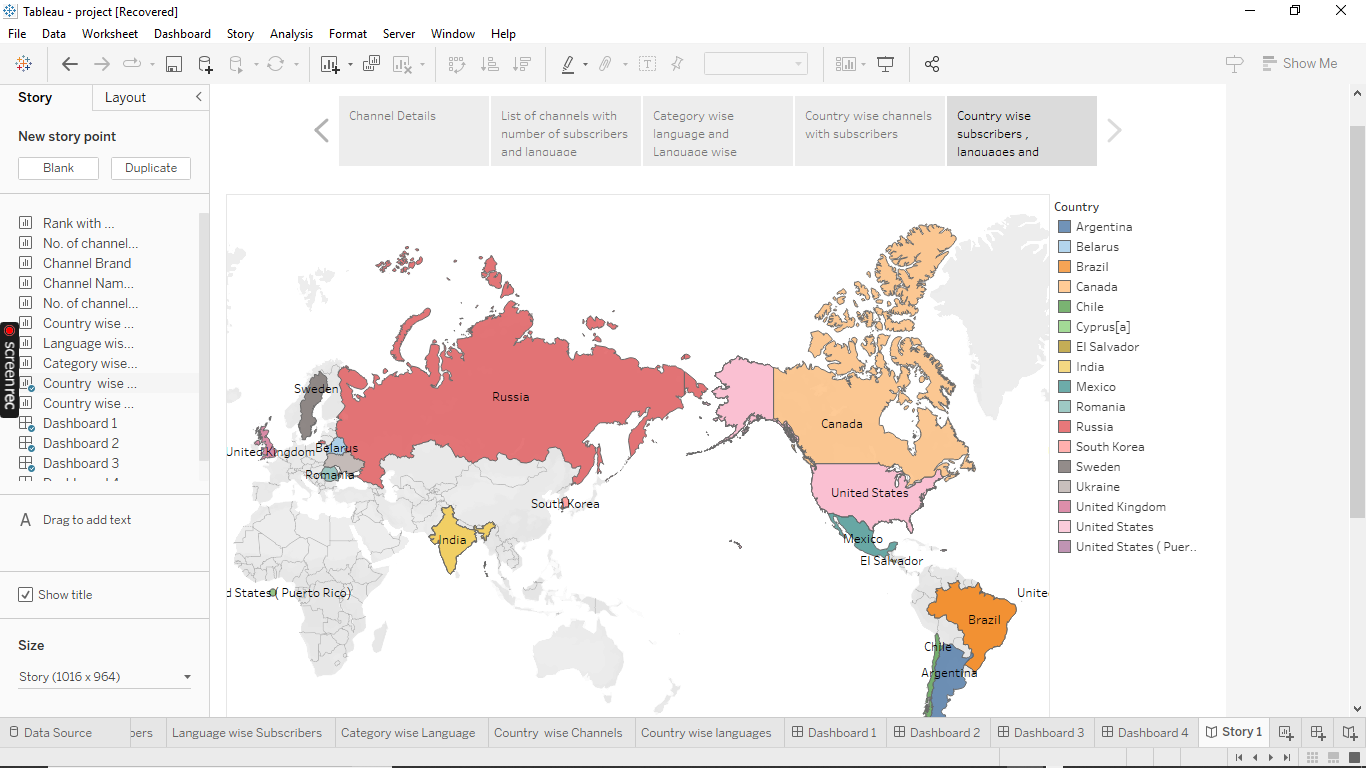 Tableau - project [Recovered]
File Data Worksheet Dashboard Story Analysis Format Server Window Help
Show Me
Story
Layout
New story point
Blank
Duplicate
Rank with ...
No. of channel...
Channel Brand
Channel Nam...
No. of channel...
Country wise ...
Language wis...
Category wise...
Country wise ...
Country wise ...
Dashboard 1
Dashboard 2
Dashboard 3
screenrec
A Drag to add text
Show title
Size
Story (1016 x 964)
Channel Details
List of channels with
number of subscribers
and language
Category wise
language and
Language wise
Country wise channels
with subscribers
Country wise
subscribers ,
languages and
Sweden
Russia
United Kingdom
Belarus
Romania
South Korea
India
d States ( Puerto Rico)
Canada
United States
Mexico
El Salvador
Unite
Brazil
Chile
Argentina
Country
Argentina
Belarus
Brazil
Canada
Chile
Cyprus[a]
El Salvador
India
Mexico
Romania
Russia
South Korea
Sweden
Ukraine
United Kingdom
United States
United States ( Puer..
Data Source
bers
Language wise Subscribers
Category wise Language
Country wise Channels
Country wise languages
Dashboard 1
Dashboard 2
Dashboard 3
Dashboard 4
Story 1